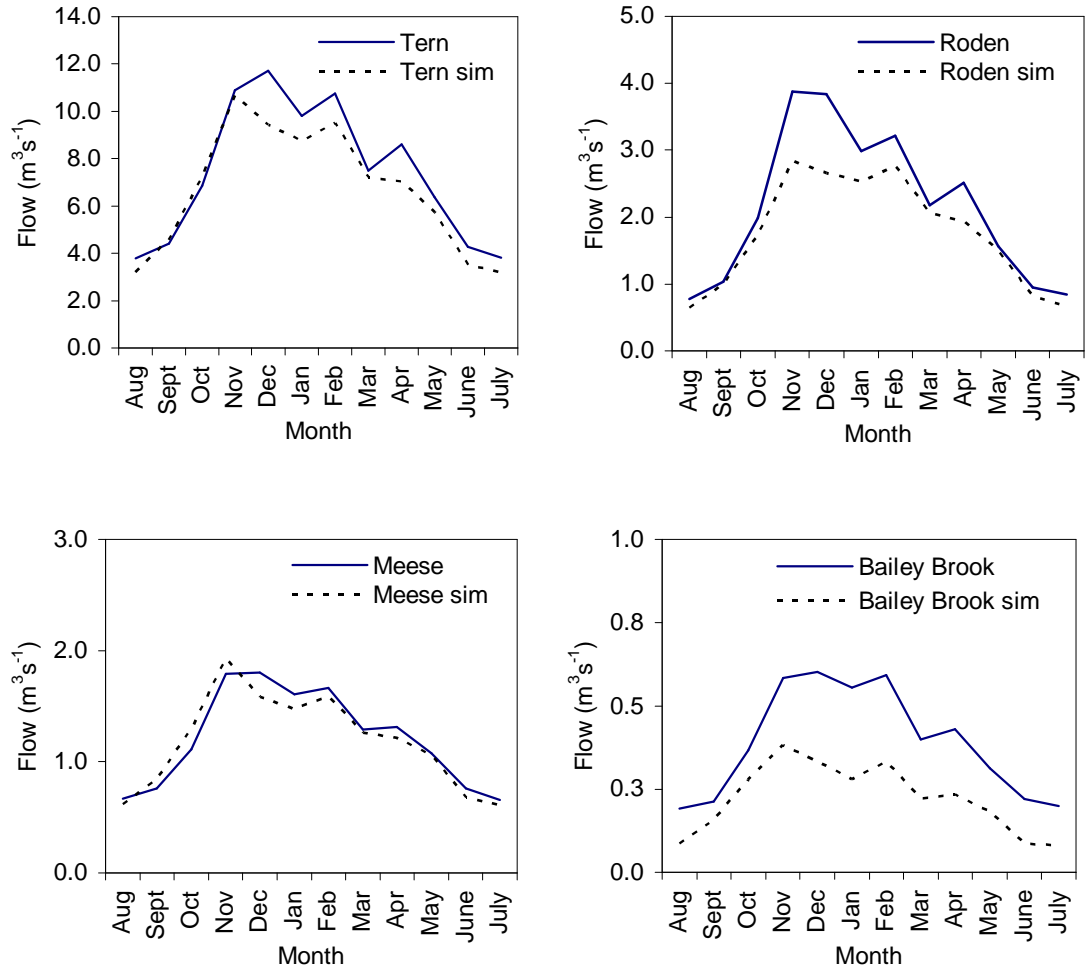 14.0
12.0
10.0
8.0
6.0
4.0
2.0
0.0
Flow (m³s⁻¹)
Tern
Tern sim
Aug Sept Oct Nov Dec Jan Feb Mar Apr May June July
Month
5.0
4.0
3.0
2.0
1.0
0.0
Flow (m³s⁻¹)
Roden
Roden sim
Aug Sept Oct Nov Dec Jan Feb Mar Apr May June July
Month
3.0
2.0
1.0
0.0
Flow (m³s⁻¹)
Meese
Meese sim
Aug Sept Oct Nov Dec Jan Feb Mar Apr May June July
Month
1.0
0.8
0.5
0.3
0.0
Flow (m³s⁻¹)
Bailey Brook
Bailey Brook sim
Aug Sept Oct Nov Dec Jan Feb Mar Apr May June July
Month